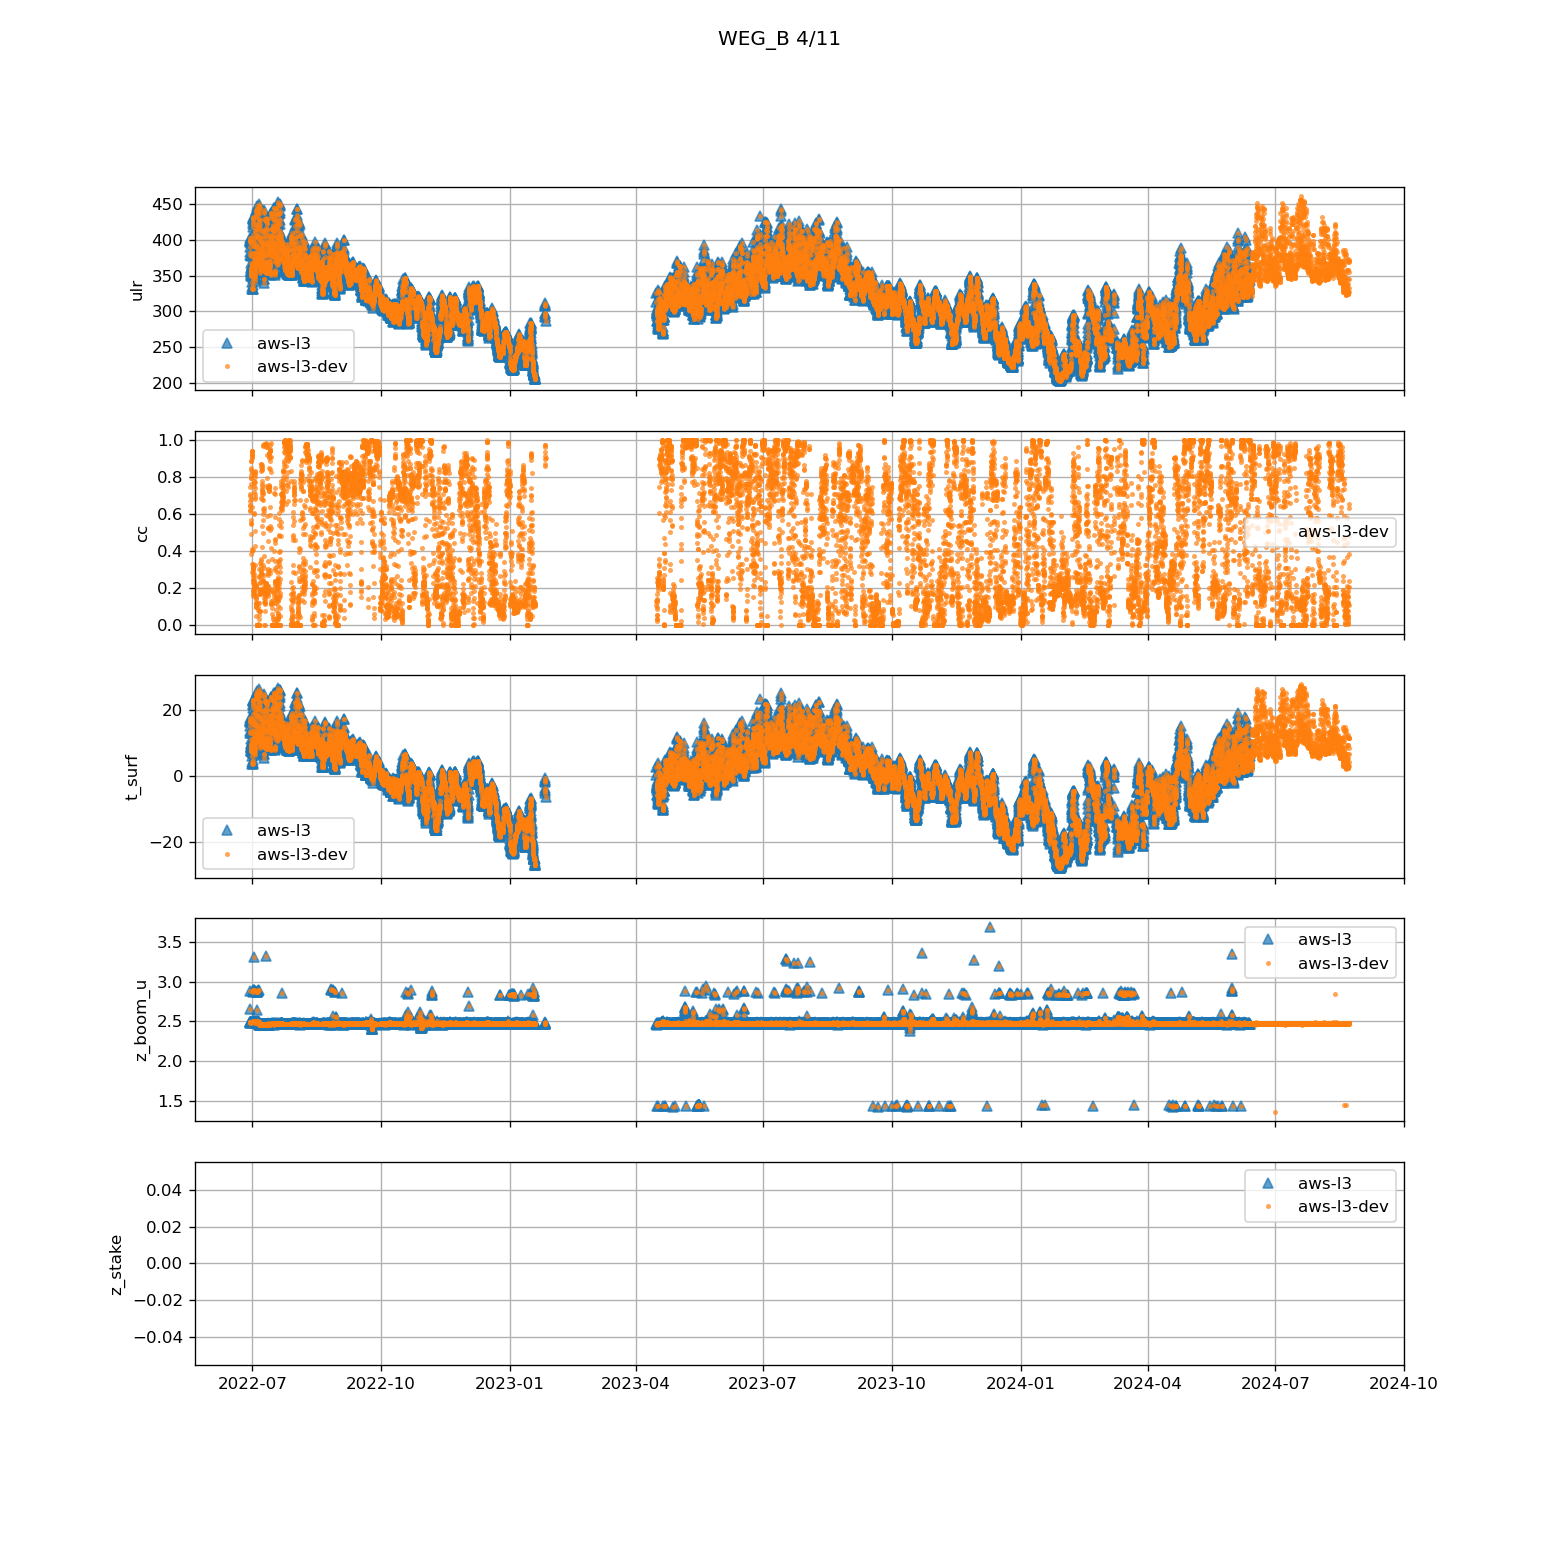 WEG_B 4/11
450
400
350
300
250
200
ulr
aws-l3
aws-l3-dev
1.0
0.8
0.6
0.4
0.2
0.0
cc
aws-l3-dev
20
0
−20
t_surf
aws-l3
aws-l3-dev
3.5
3.0
2.5
2.0
1.5
z_boom_u
aws-l3
aws-l3-dev
0.04
0.02
0.00
−0.02
−0.04
z_stake
aws-l3
aws-l3-dev
2022-07 2022-10 2023-01 2023-04 2023-07 2023-10 2024-01 2024-04 2024-07 2024-10